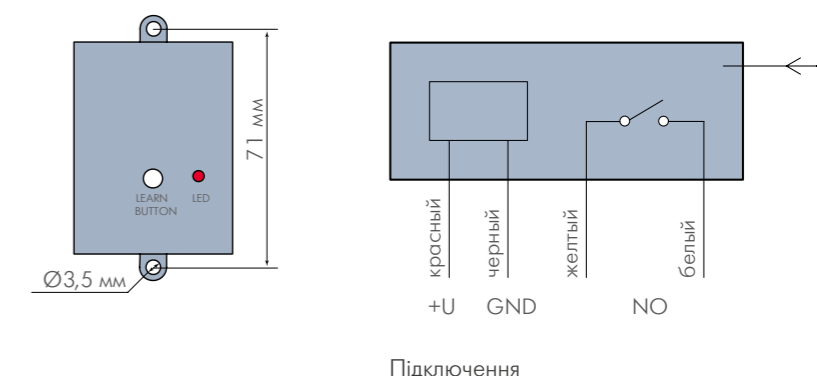 71 мм
LEARN
BUTTON
LED
Ø3,5 мм
красный
черный
желтый
белый
+U
GND
NO
Підключення